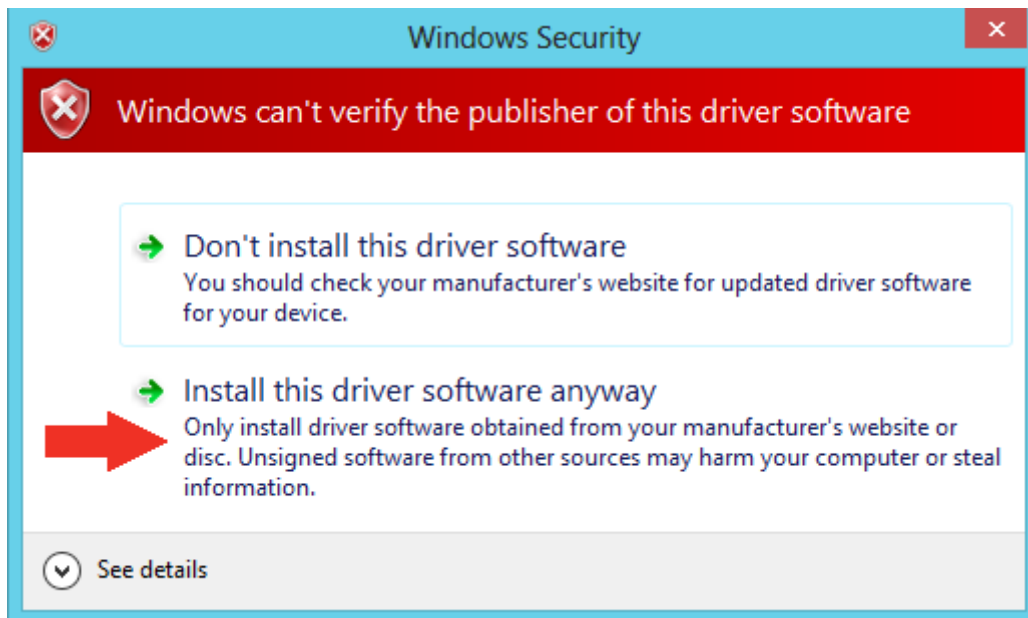 Windows Security
Windows can't verify the publisher of this driver software
Don't install this driver software
You should check your manufacturer's website for updated driver software
for your device.
Install this driver software anyway
Only install driver software obtained from your manufacturer's website or
disc. Unsigned software from other sources may harm your computer or steal
information.
See details